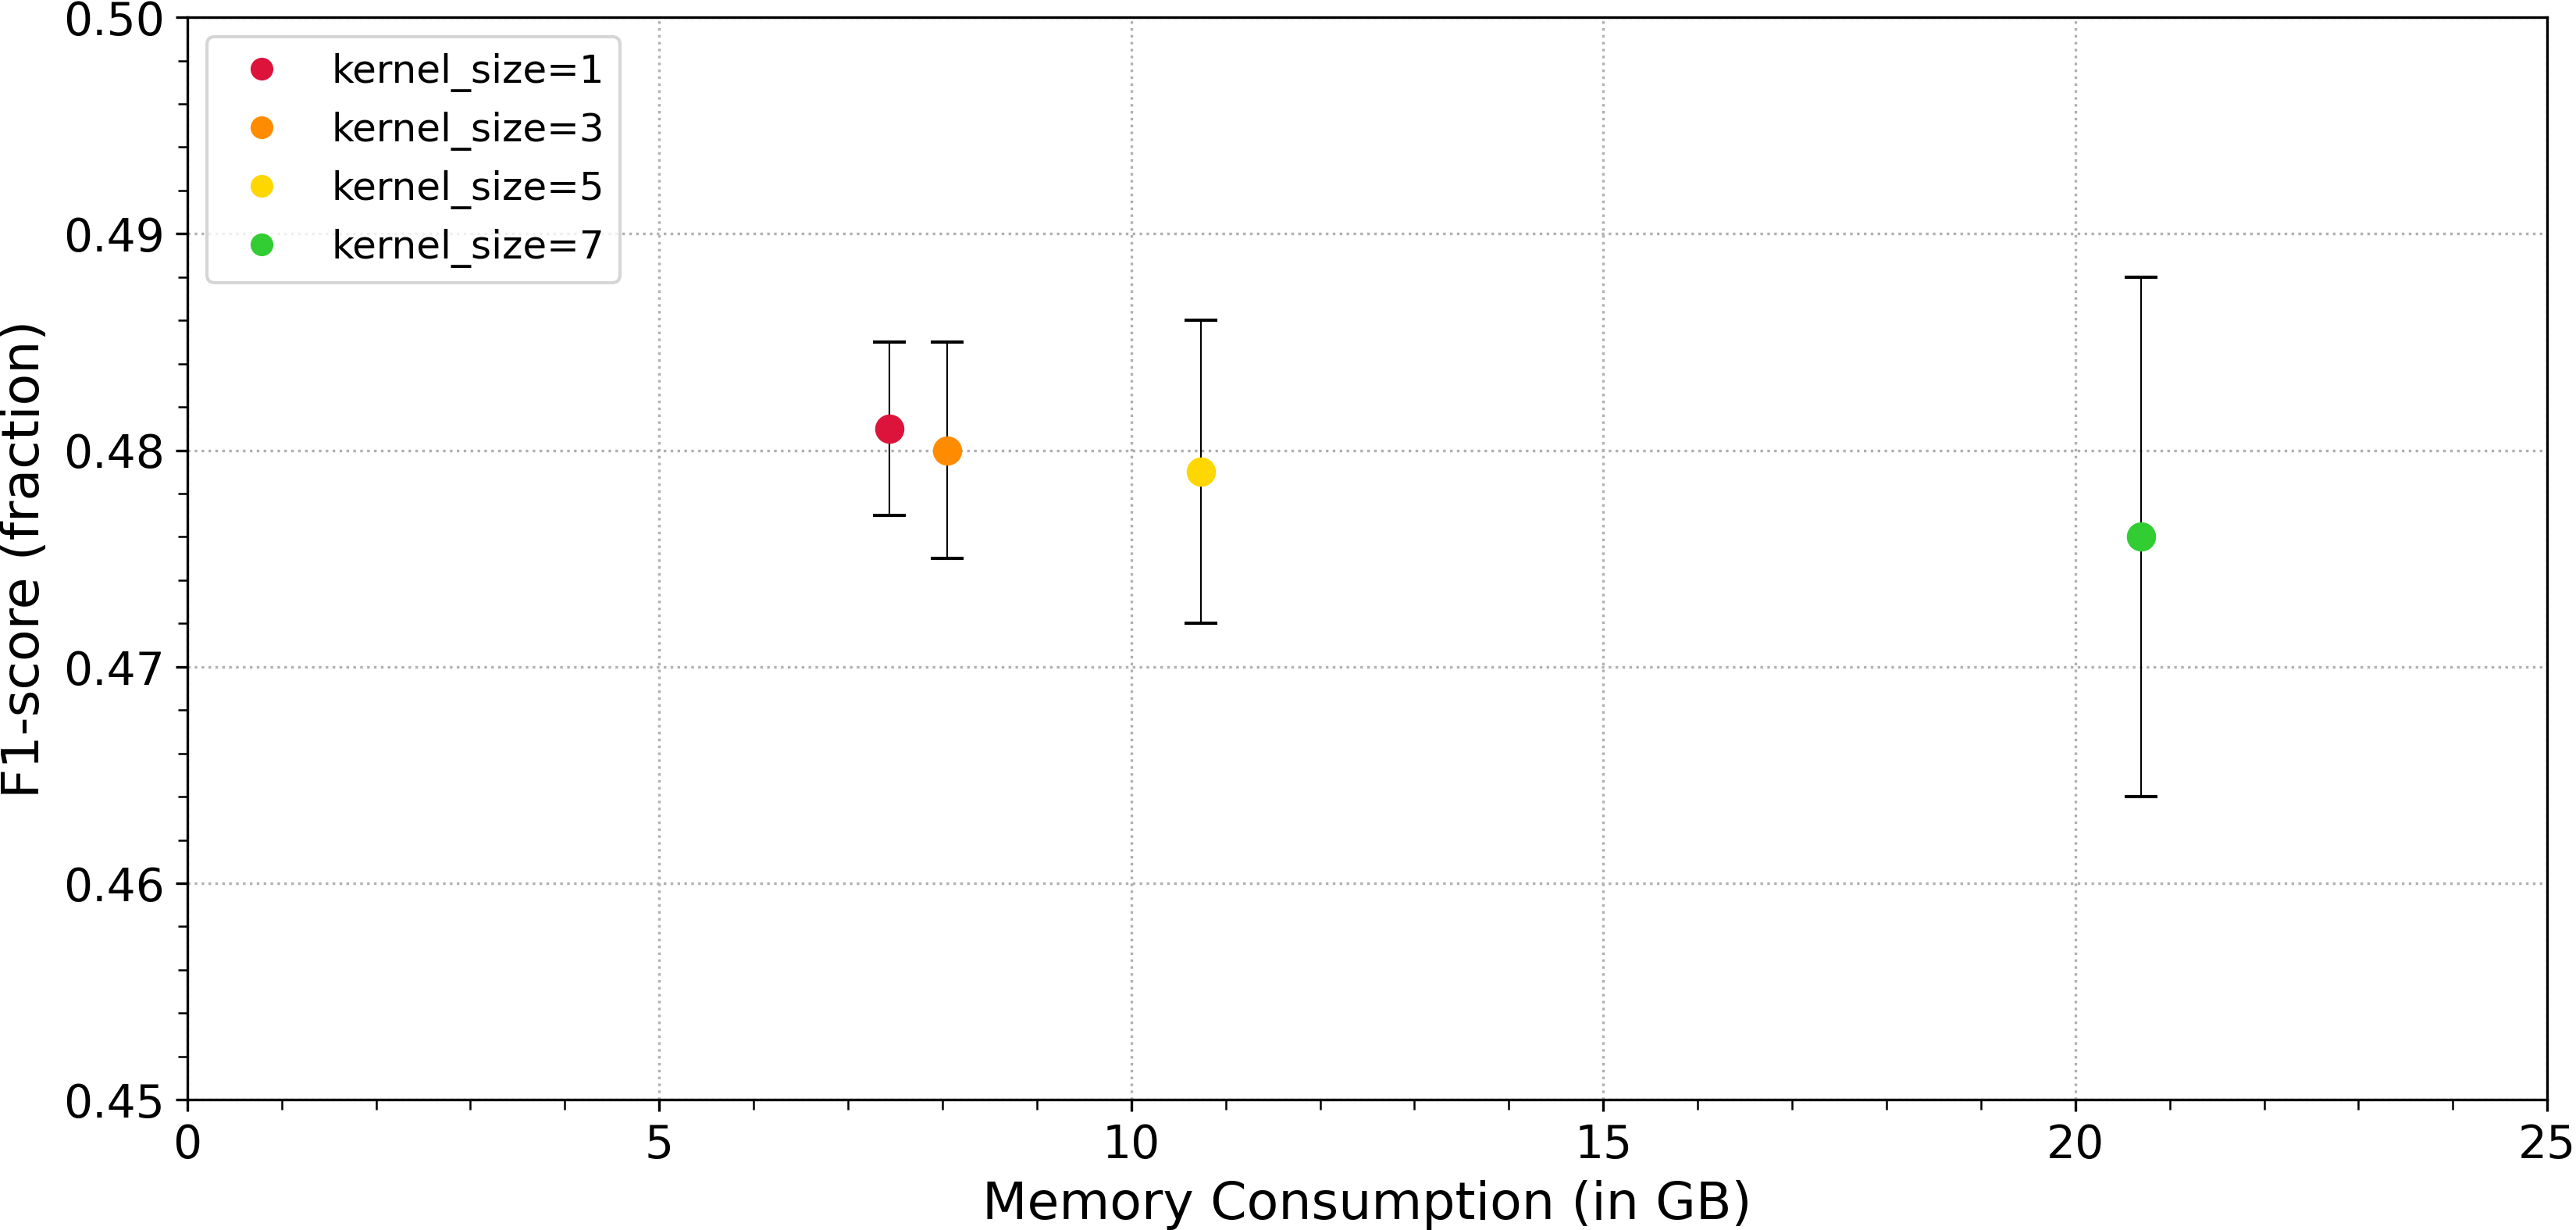 0.50
0.49
0.48
0.47
0.46
0.45
F1-score (fraction)
kernel_size=1
kernel_size=3
kernel_size=5
kernel_size=7
0 5 10 15 20 25
Memory Consumption (in GB)